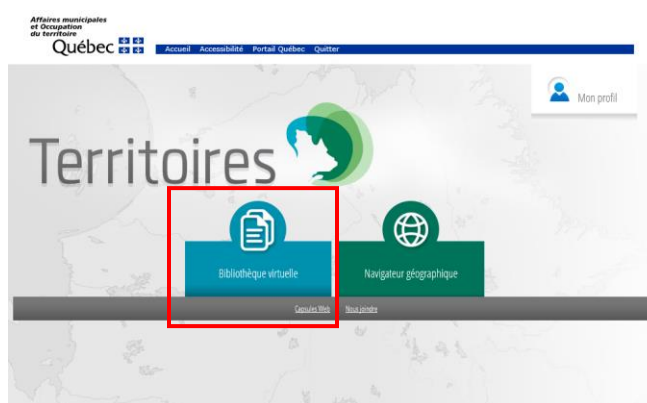 Affaires municipales
et Occupation
du territoire
Québec
Accueil Accessibilité Portail Québec Quitter
Mon profil
Territoires
Bibliothèque virtuelle Navigateur géographique
Capsules Web Nous joindre